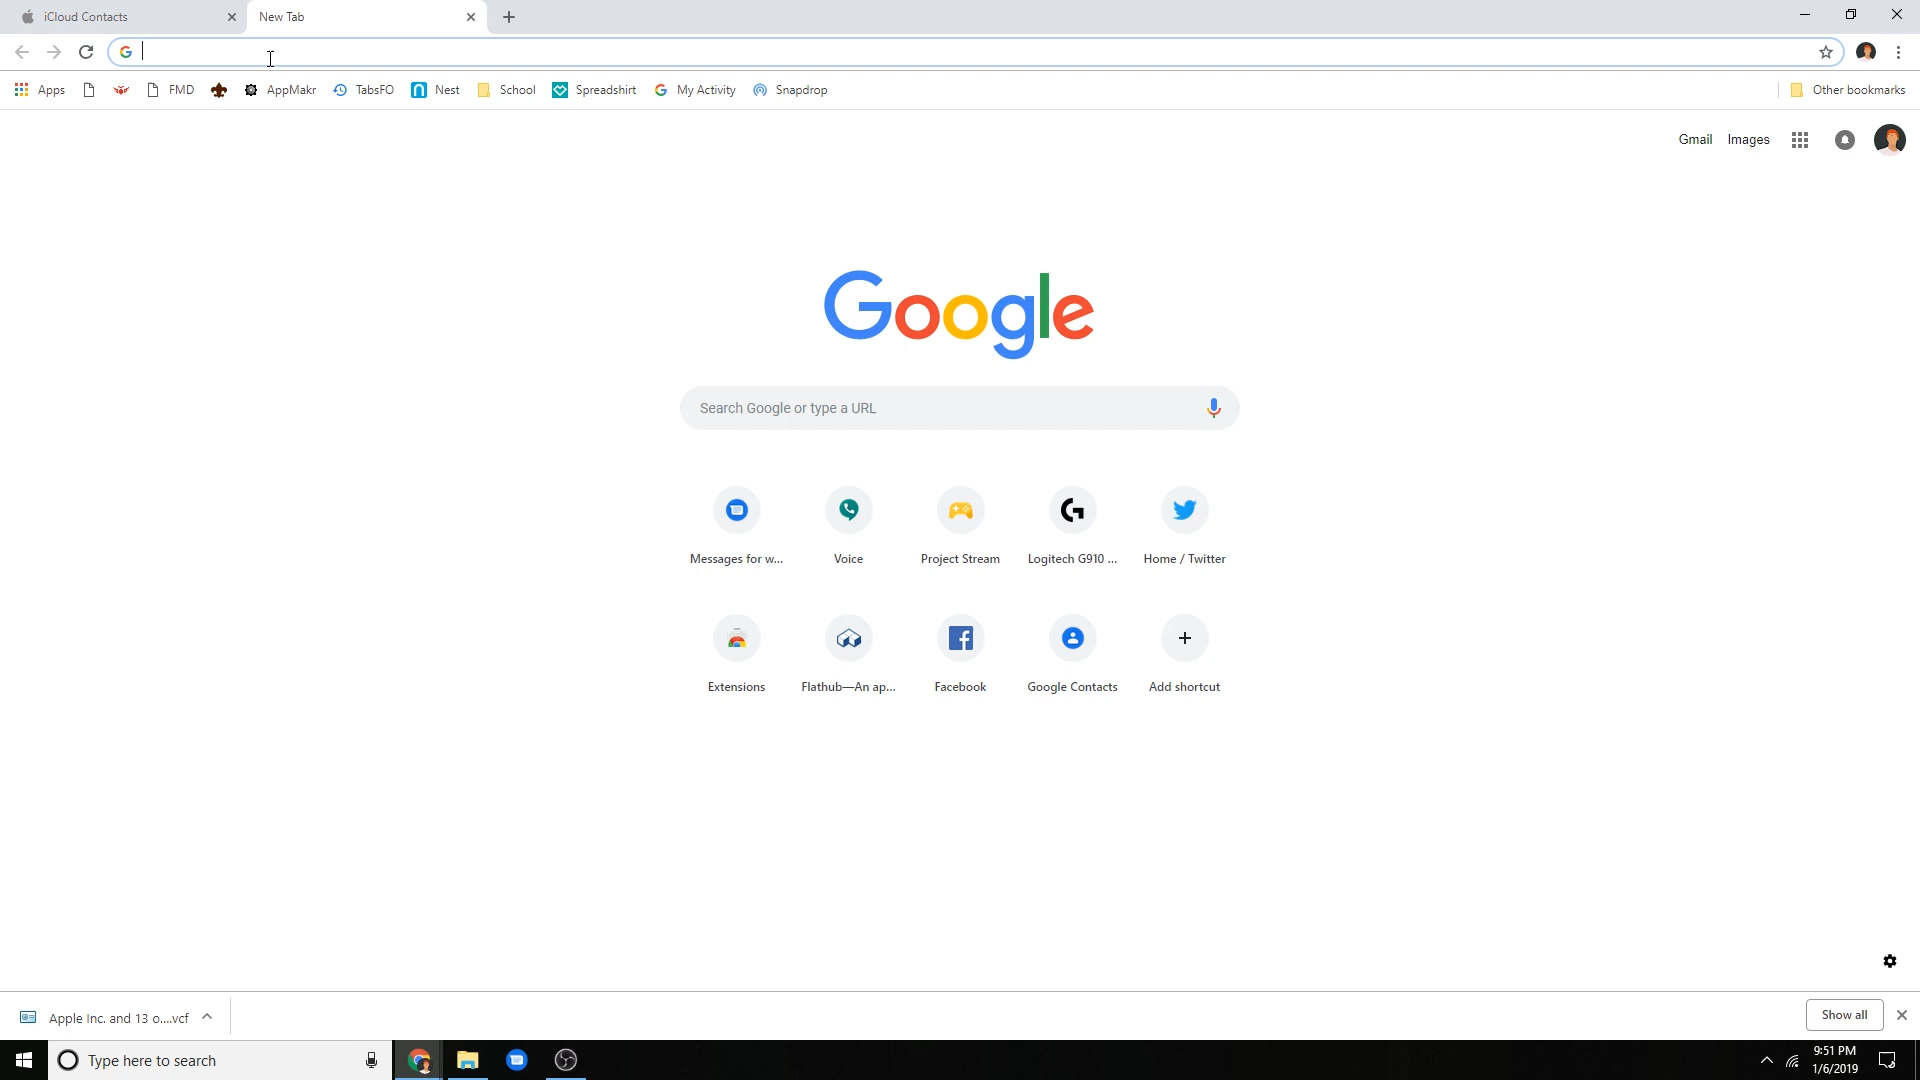 iCloud Contacts
New Tab
Apps
FMD
AppMakr
TabsFO
Nest
School
Spreadshirt
My Activity
Snapdrop
Other bookmarks
Gmail
Images
Google
Search Google or type a URL
Messages for w...
Voice
Project Stream
Logitech G910 ...
Home / Twitter
Extensions
Flathub—An ap...
Facebook
Google Contacts
Add shortcut
Apple Inc. and 13 o....vcf
Show all
Type here to search
9:51 PM
1/6/2019